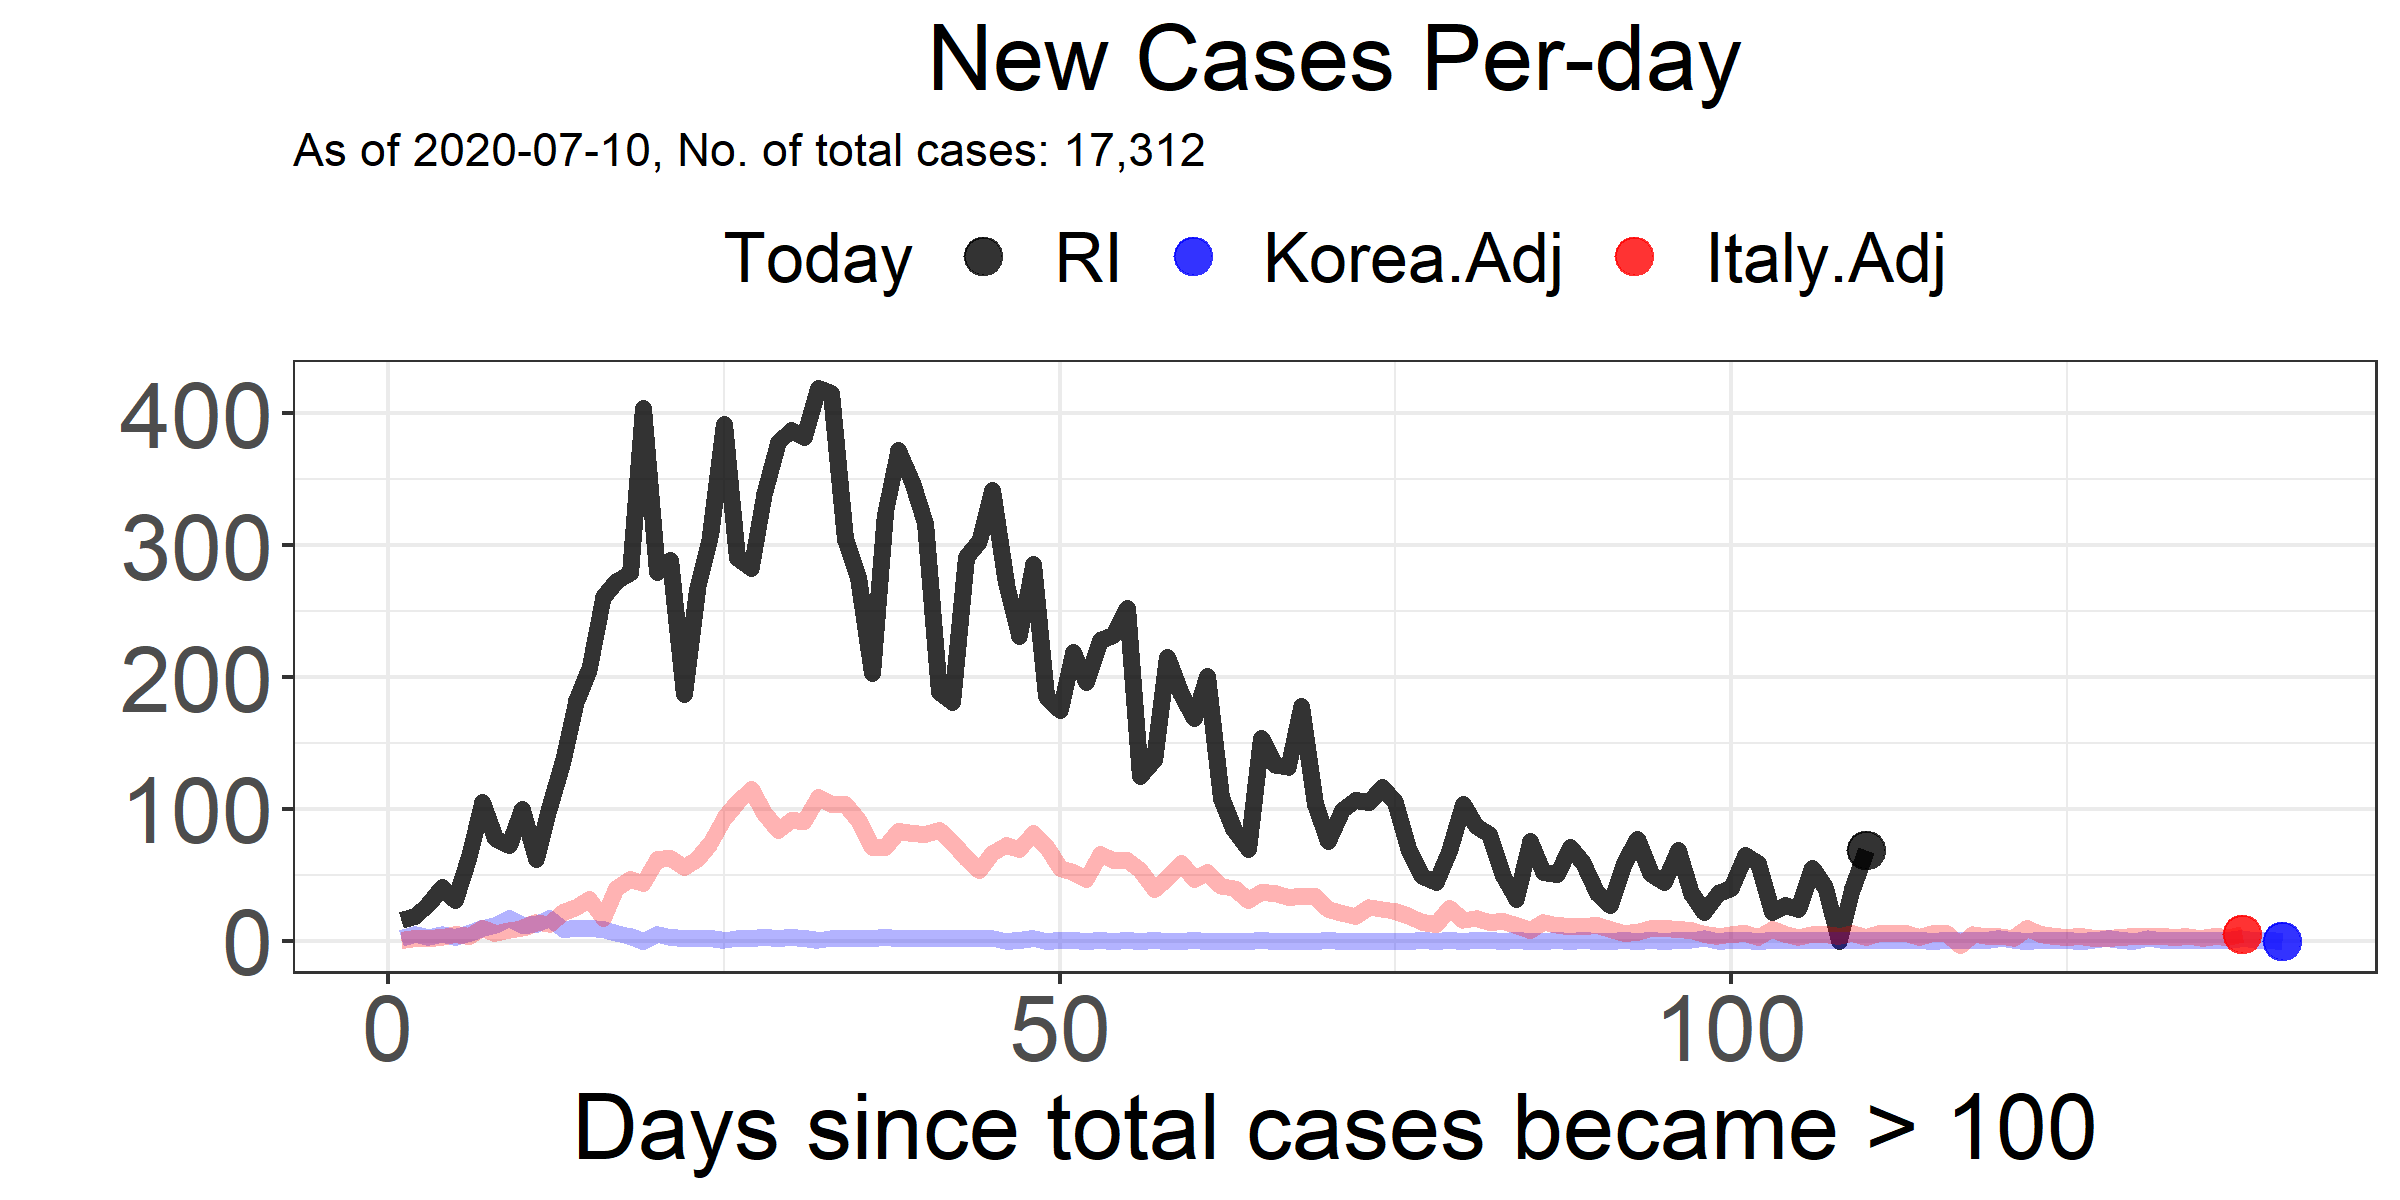 New Cases Per-day
As of 2020-07-10, No. of total cases: 17,312
Today RI Korea.Adj Italy.Adj
400
300
200
100
0
0 50 100
Days since total cases became > 100